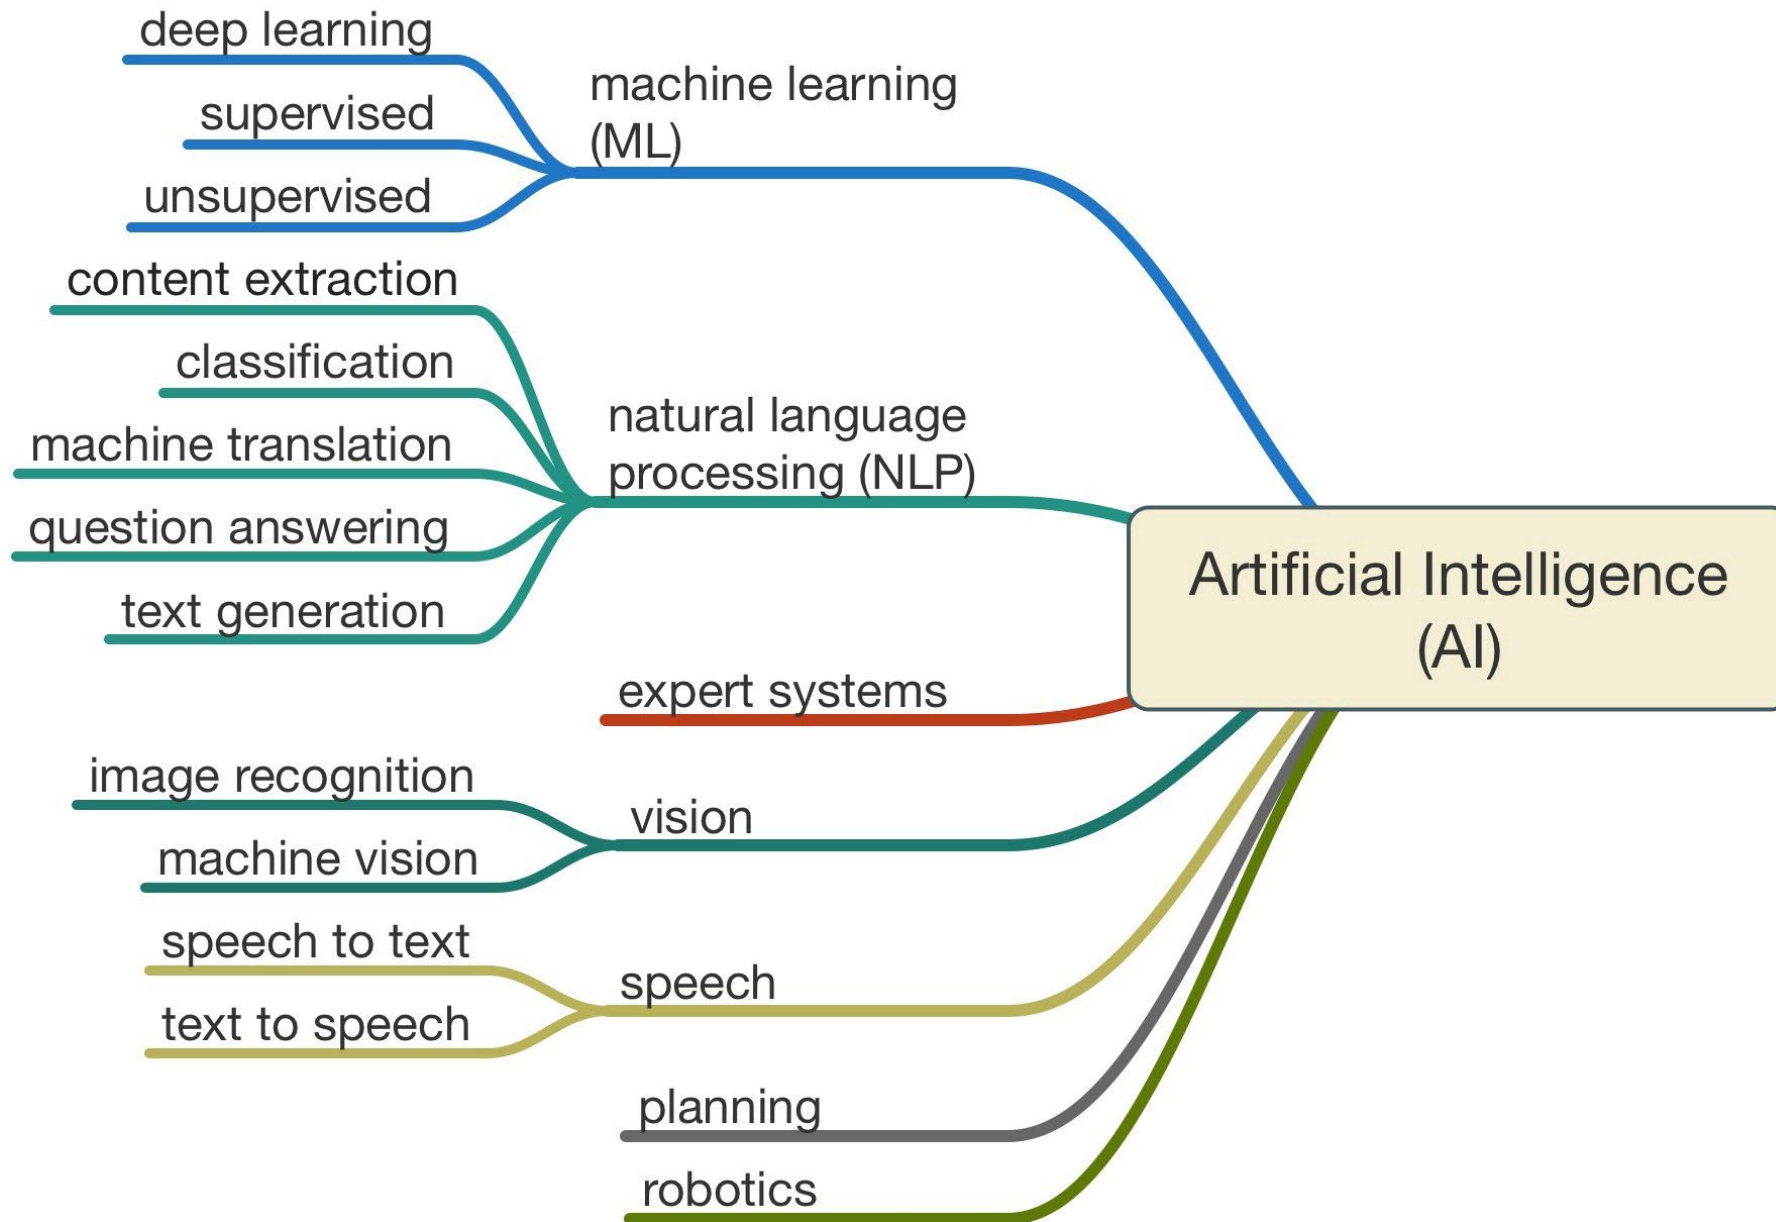 deep learning
supervised
unsupervised
machine learning
(ML)
content extraction
classification
machine translation
question answering
text generation
natural language
processing (NLP)
Artificial Intelligence
(AI)
expert systems
image recognition
machine vision
vision
speech to text
text to speech
speech
planning
robotics